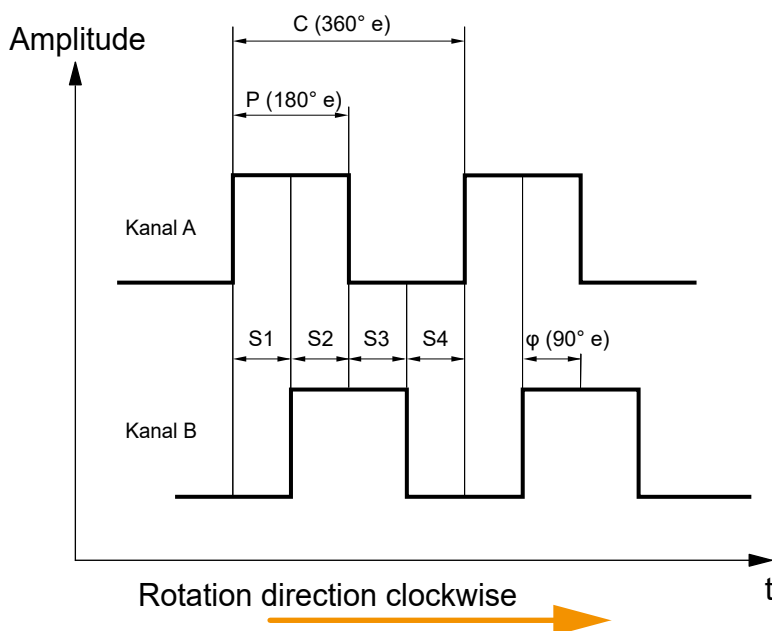 C (360° e)
Amplitude
P (180° e)
Kanal A
S1 S2 S3 S4 φ (90° e)
Kanal B
t
Rotation direction clockwise